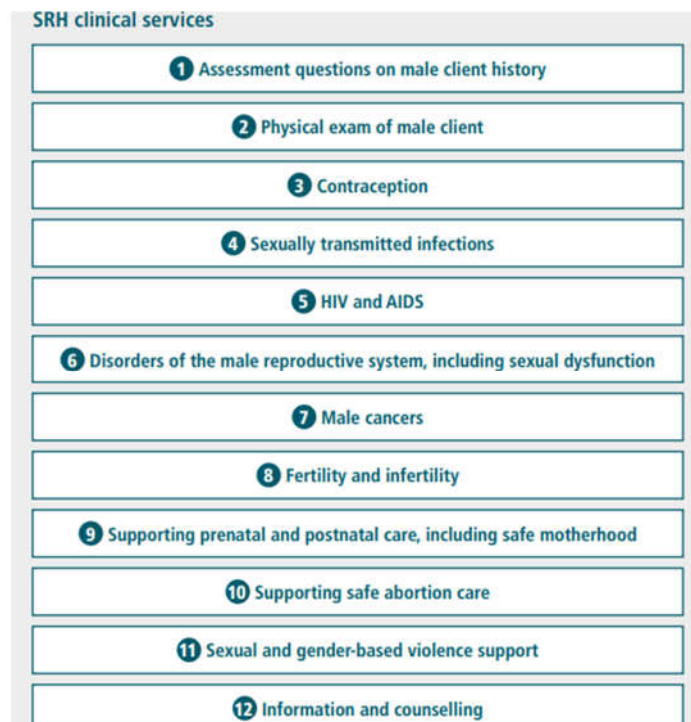 SRH clinical services
1 Assessment questions on male client history
2 Physical exam of male client
3 Contraception
4 Sexually transmitted infections
5 HIV and AIDS
6 Disorders of the male reproductive system, including sexual dysfunction
7 Male cancers
8 Fertility and infertility
9 Supporting prenatal and postnatal care, including safe motherhood
10 Supporting safe abortion care
11 Sexual and gender-based violence support
12 Information and counselling